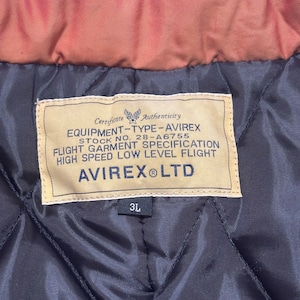 Certificate Authenticity
EQUIPMENT-TYPE-AVIREX
STOCK NO. 28-A6755
FLIGHT GARMENT SPECIFICATION
HIGH SPEED LOW LEVEL FLIGHT
AVIREX® LTD
3L